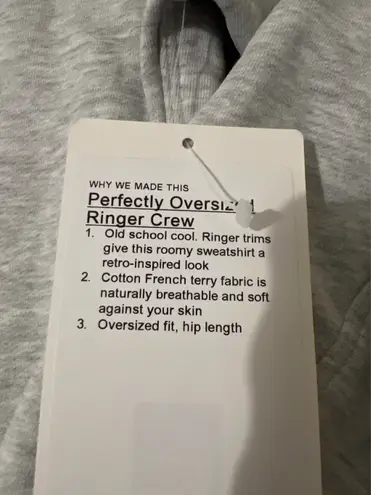 WHY WE MADE THIS
Perfectly Oversized
Ringer Crew
1. Old school cool. Ringer trims
give this roomy sweatshirt a
retro-inspired look
2. Cotton French terry fabric is
naturally breathable and soft
against your skin
3. Oversized fit, hip length